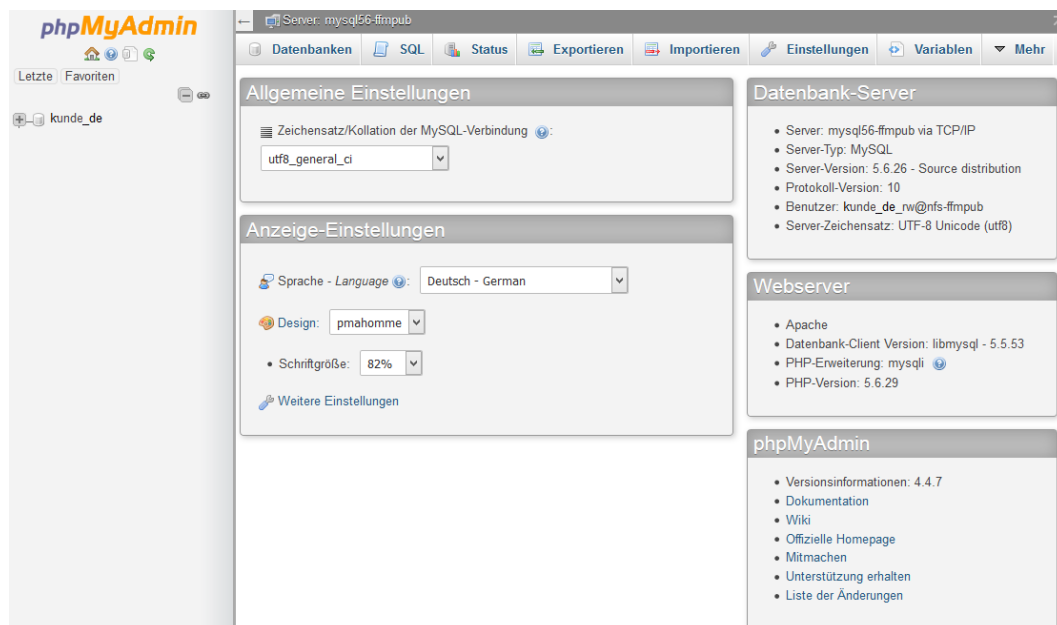 phpMyAdmin
Letzte Favoriten
kunde_de
Server: mysql56-ffmpub
Datenbanken SQL Status Exportieren Importieren Einstellungen Variablen Mehr
Allgemeine Einstellungen
Zeichensatz/Kollation der MySQL-Verbindung :
utf8_general_ci
Anzeige-Einstellungen
Sprache - Language : Deutsch - German
Design: pmahomme
• Schriftgröße: 82%
Weitere Einstellungen
Datenbank-Server
• Server: mysql56-ffmpub via TCP/IP
• Server-Typ: MySQL
• Server-Version: 5.6.26 - Source distribution
• Protokoll-Version: 10
• Benutzer: kunde_de_rw@nfs-ffmpub
• Server-Zeichensatz: UTF-8 Unicode (utf8)
Webserver
• Apache
• Datenbank-Client Version: libmysql - 5.5.53
• PHP-Erweiterung: mysqli
• PHP-Version: 5.6.29
phpMyAdmin
• Versionsinformationen: 4.4.7
• Dokumentation
• Wiki
• Offizielle Homepage
• Mitmachen
• Unterstützung erhalten
• Liste der Änderungen